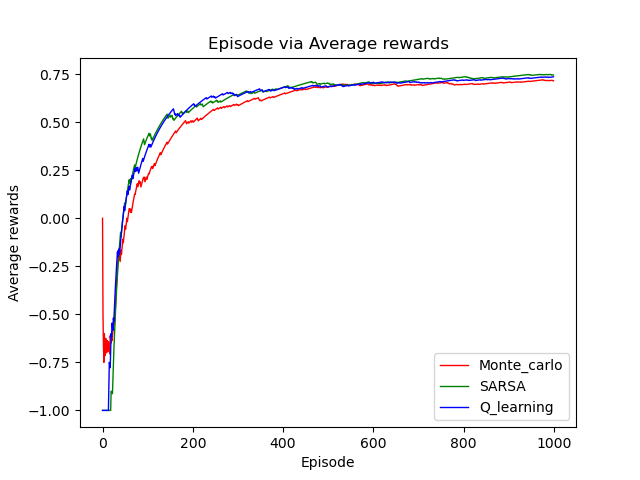 Episode via Average rewards
Average rewards
0.75
0.50
0.25
0.00
−0.25
−0.50
−0.75
−1.00
0 200 400 600 800 1000
Episode
Monte_carlo
SARSA
Q_learning